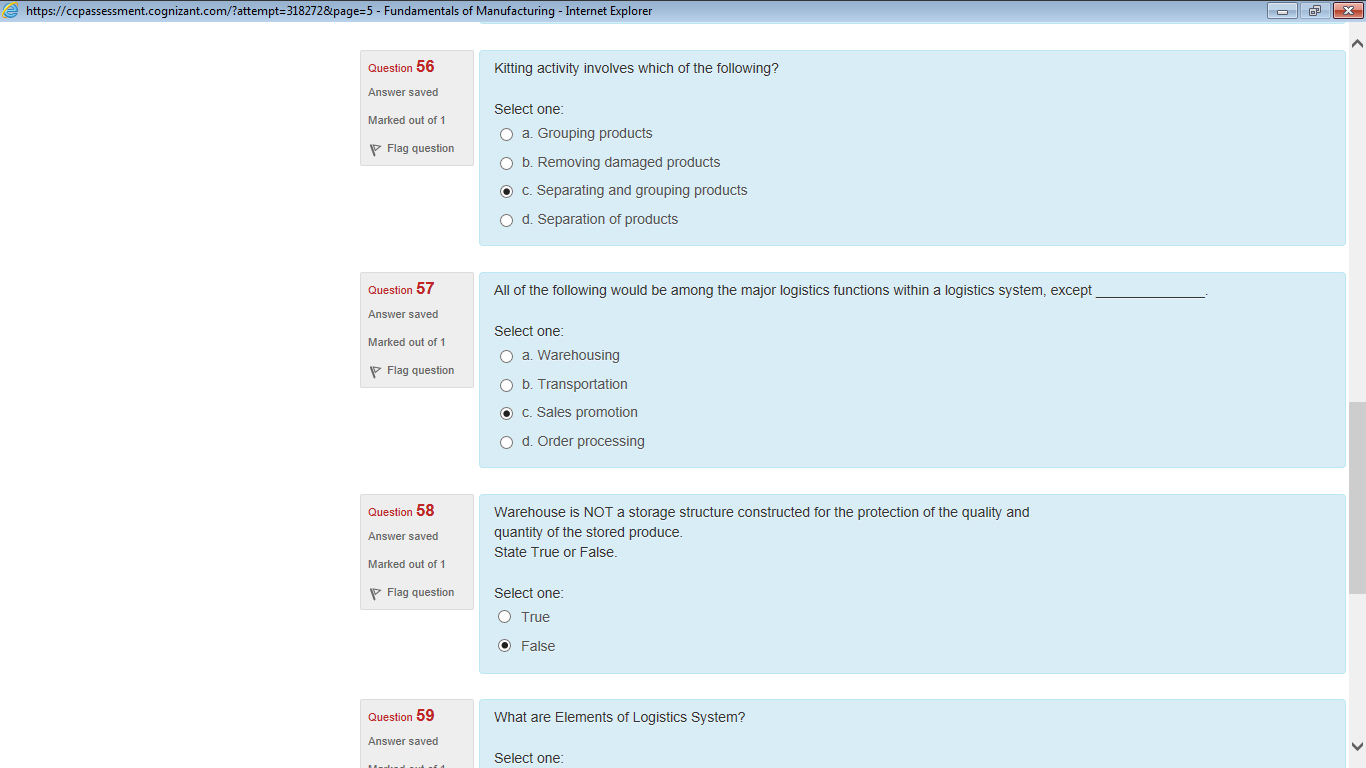 https://ccpassessment.cognizant.com/?attempt=318272&page=5 - Fundamentals of Manufacturing - Internet Explorer
Question 56
Answer saved
Marked out of 1
Flag question
Kitting activity involves which of the following?
Select one:
a. Grouping products
b. Removing damaged products
c. Separating and grouping products
d. Separation of products
Question 57
Answer saved
Marked out of 1
Flag question
All of the following would be among the major logistics functions within a logistics system, except ______________.
Select one:
a. Warehousing
b. Transportation
c. Sales promotion
d. Order processing
Question 58
Answer saved
Marked out of 1
Flag question
Warehouse is NOT a storage structure constructed for the protection of the quality and
quantity of the stored produce.
State True or False.
Select one:
True
False
Question 59
Answer saved
Marked out of 1
What are Elements of Logistics System?
Select one: